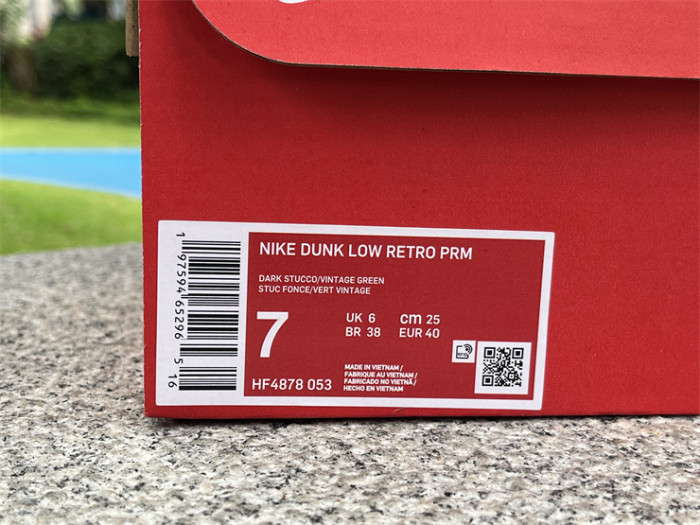 NIKE DUNK LOW RETRO PRM
DARK STUCCO/VINTAGE GREEN
STUC FONCE/VERT VINTAGE
7
UK 6 cm 25
BR 38 EUR 40
HF4878 053
MADE IN VIETNAM /
FABRIQUE AU VIETNAM /
FABRICADO NO VIETNÃ /
HECHO EN VIETNAM
1 97594 65296 5 16